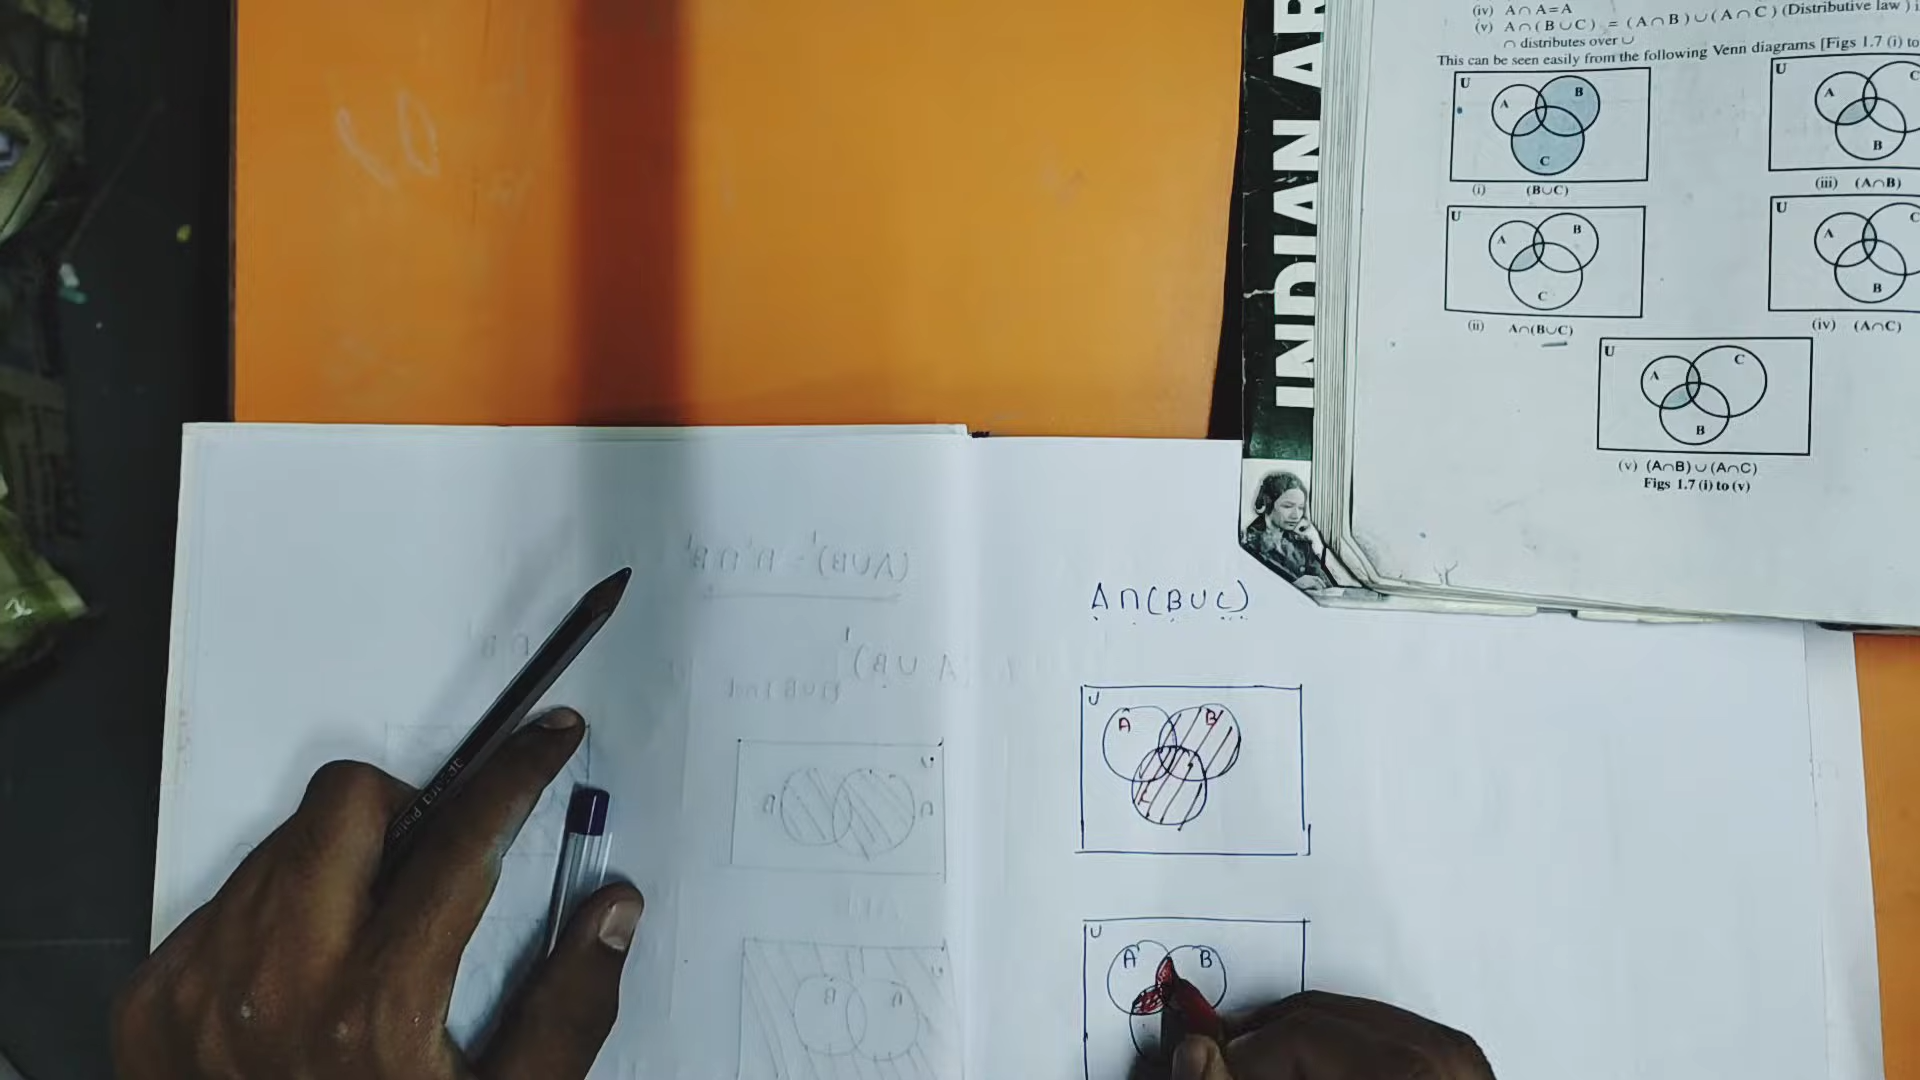 (iv) A∩A=A
(v) A∩(B∪C) = (A∩B)∪(A∩C) (Distributive law) i
∩ distributes over ∪
This can be seen easily from the following Venn diagrams [Figs 1.7 (i) to
U
A
B
C
(i) (B∪C)
U
A
C
B
(iii) (A∩B)
U
A
B
C
(ii) A∩(B∪C)
U
A
C
B
(iv) (A∩C)
U
A
C
B
(v) (A∩B)∪(A∩C)
Figs 1.7 (i) to (v)
INDIAN AR
A∩(B∪C)
U
A
B
C
U
A
B